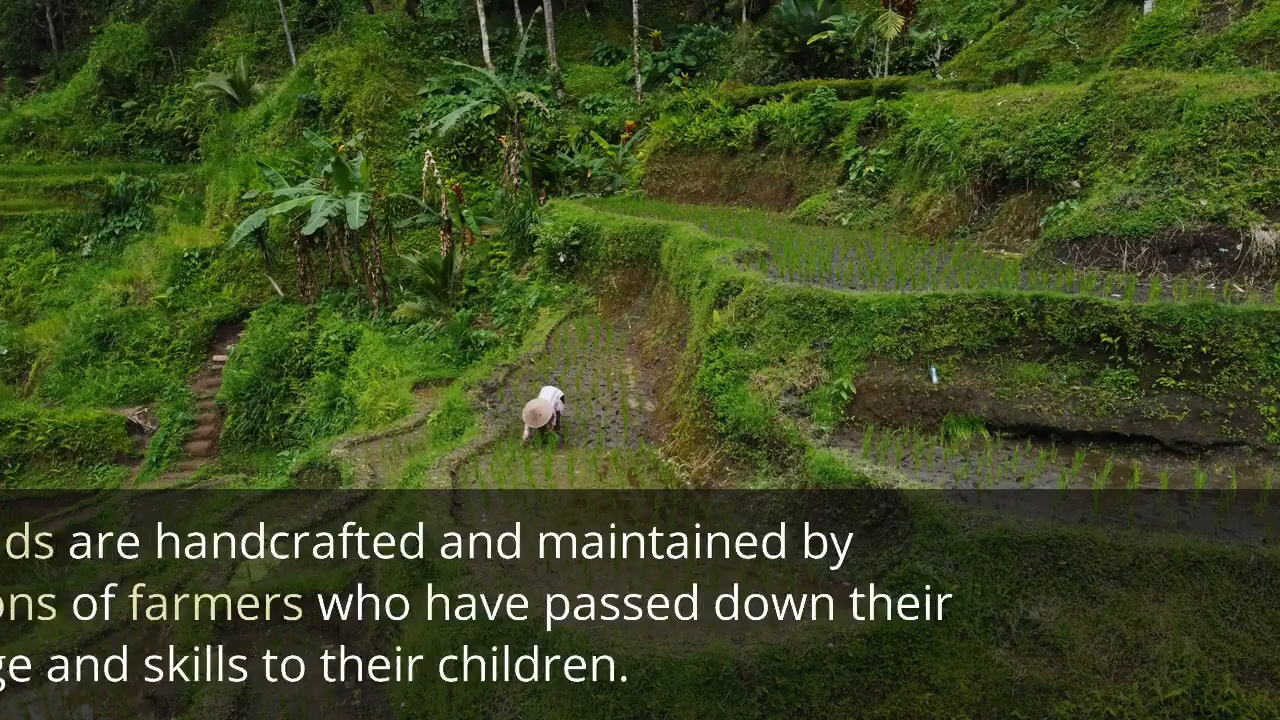 ds are handcrafted and maintained by
ons of farmers who have passed down their
ge and skills to their children.